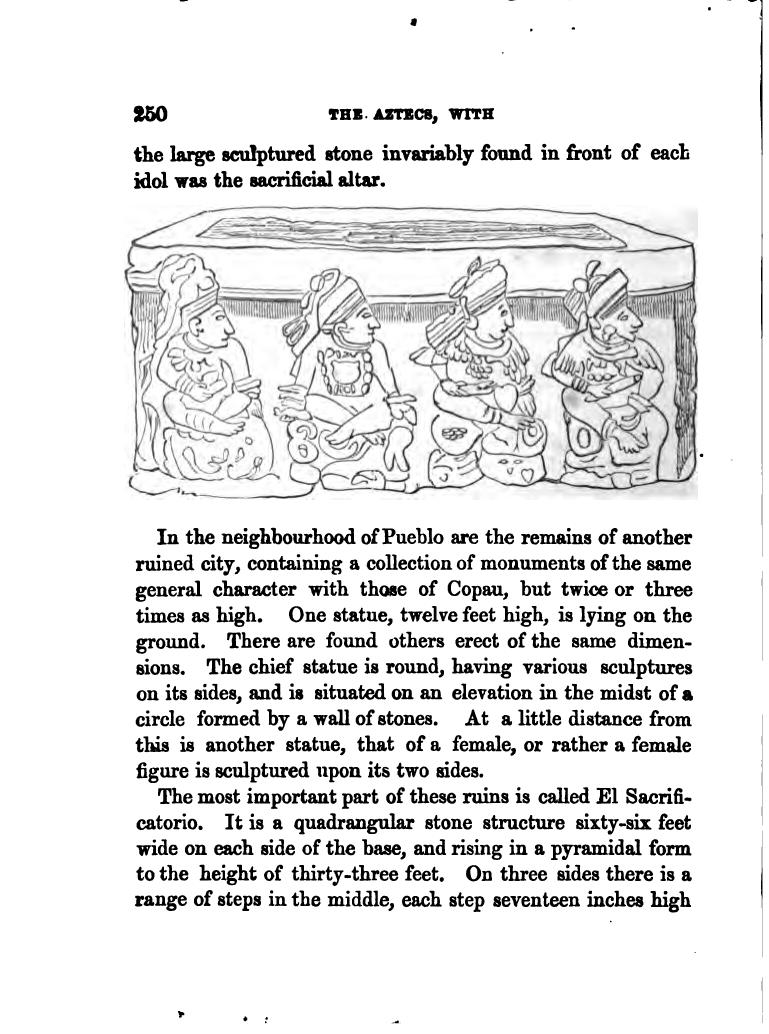 250
THE AZTECS, WITH
the large sculptured stone invariably found in front of each
idol was the sacrificial altar.
In the neighbourhood of Pueblo are the remains of another
ruined city, containing a collection of monuments of the same
general character with those of Copau, but twice or three
times as high. One statue, twelve feet high, is lying on the
ground. There are found others erect of the same dimen-
sions. The chief statue is round, having various sculptures
on its sides, and is situated on an elevation in the midst of a
circle formed by a wall of stones. At a little distance from
this is another statue, that of a female, or rather a female
figure is sculptured upon its two sides.
The most important part of these ruins is called El Sacrifi-
catorio. It is a quadrangular stone structure sixty-six feet
wide on each side of the base, and rising in a pyramidal form
to the height of thirty-three feet. On three sides there is a
range of steps in the middle, each step seventeen inches high